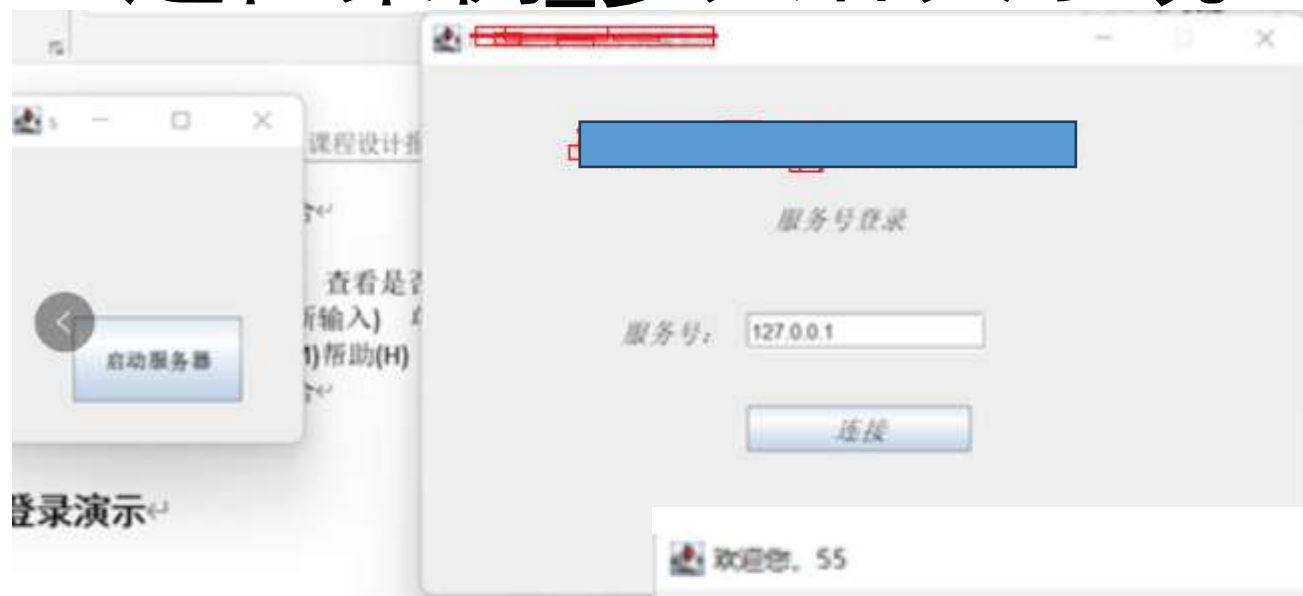 s
课程设计报
服务号登录
查看是否
新输入)
服务号:
127.0.0.1
启动服务器
M)帮助(H)
连接
登录演示
欢迎您,55